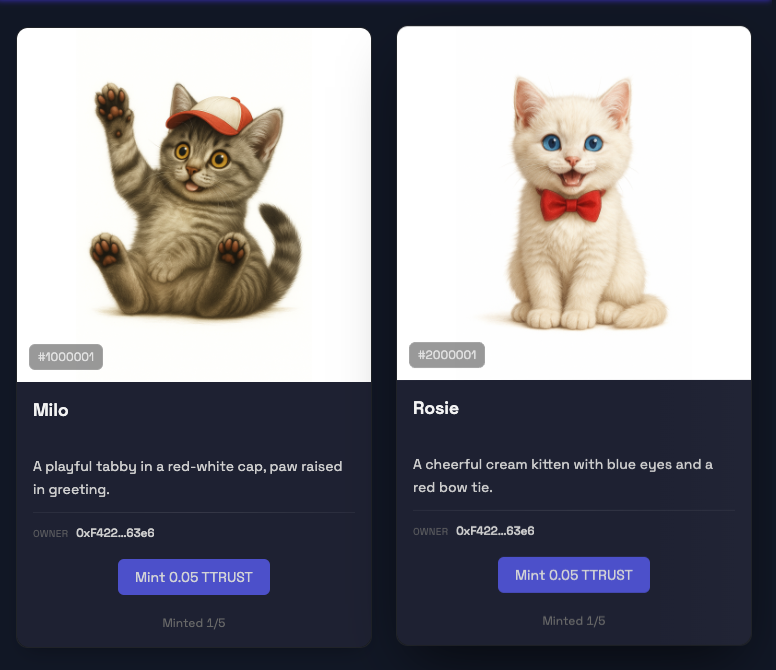 #1000001
Milo
A playful tabby in a red-white cap, paw raised
in greeting.
OWNER 0xF422...63e6
Mint 0.05 TTRUST
Minted 1/5
#2000001
Rosie
A cheerful cream kitten with blue eyes and a
red bow tie.
OWNER 0xF422...63e6
Mint 0.05 TTRUST
Minted 1/5